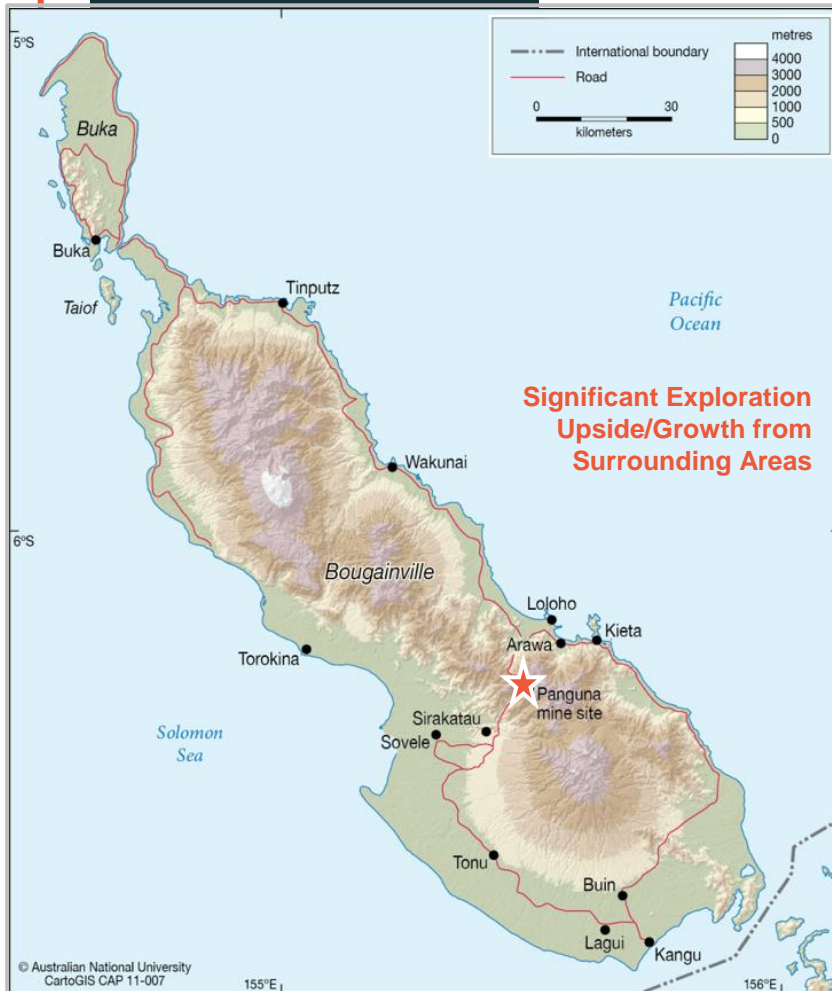 5°S
International boundary
Road
0 30
kilometers
metres
4000
3000
2000
1000
500
0
Buka
Buka
Taiof
Tinputz
Pacific
Ocean
Significant Exploration
Upside/Growth from
Surrounding Areas
Wakunai
6°S
Bougainville
Loloho
Kieta
Arawa
Torokina
Panguna
mine site
Sirakatau
Sovele
Solomon
Sea
Tonu
Buin
Lagui
Kangu
© Australian National University
CartoGIS CAP 11-007
155°E
156°E